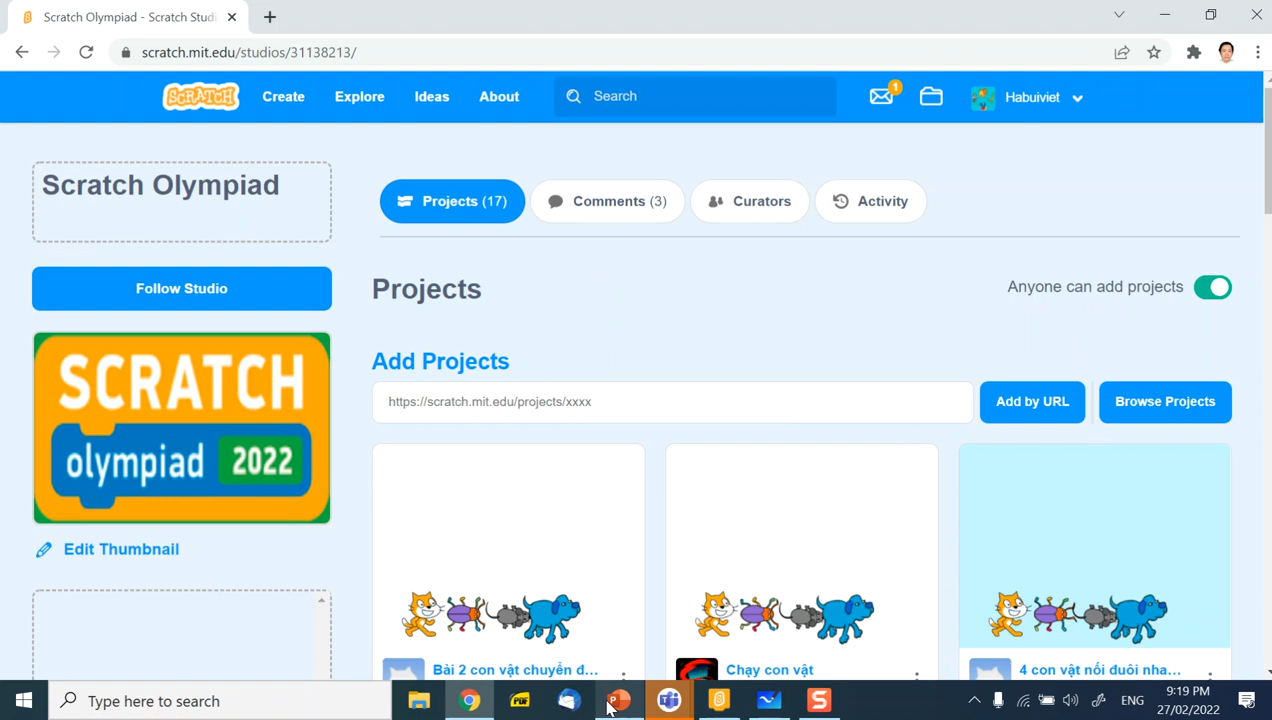 Scratch Olympiad - Scratch Stud
scratch.mit.edu/studios/31138213/
SCRATCH
Create
Explore
Ideas
About
Search
1
Habuiviet
Scratch Olympiad
Projects (17)
Comments (3)
Curators
Activity
Follow Studio
Projects
Anyone can add projects
SCRATCH
olympiad 2022
Add Projects
https://scratch.mit.edu/projects/xxxx
Add by URL
Browse Projects
Edit Thumbnail
Bài 2 con vật chuyển đ...
Chạy con vật
4 con vật nối đuôi nha...
Type here to search
PDF
ENG
9:19 PM
27/02/2022